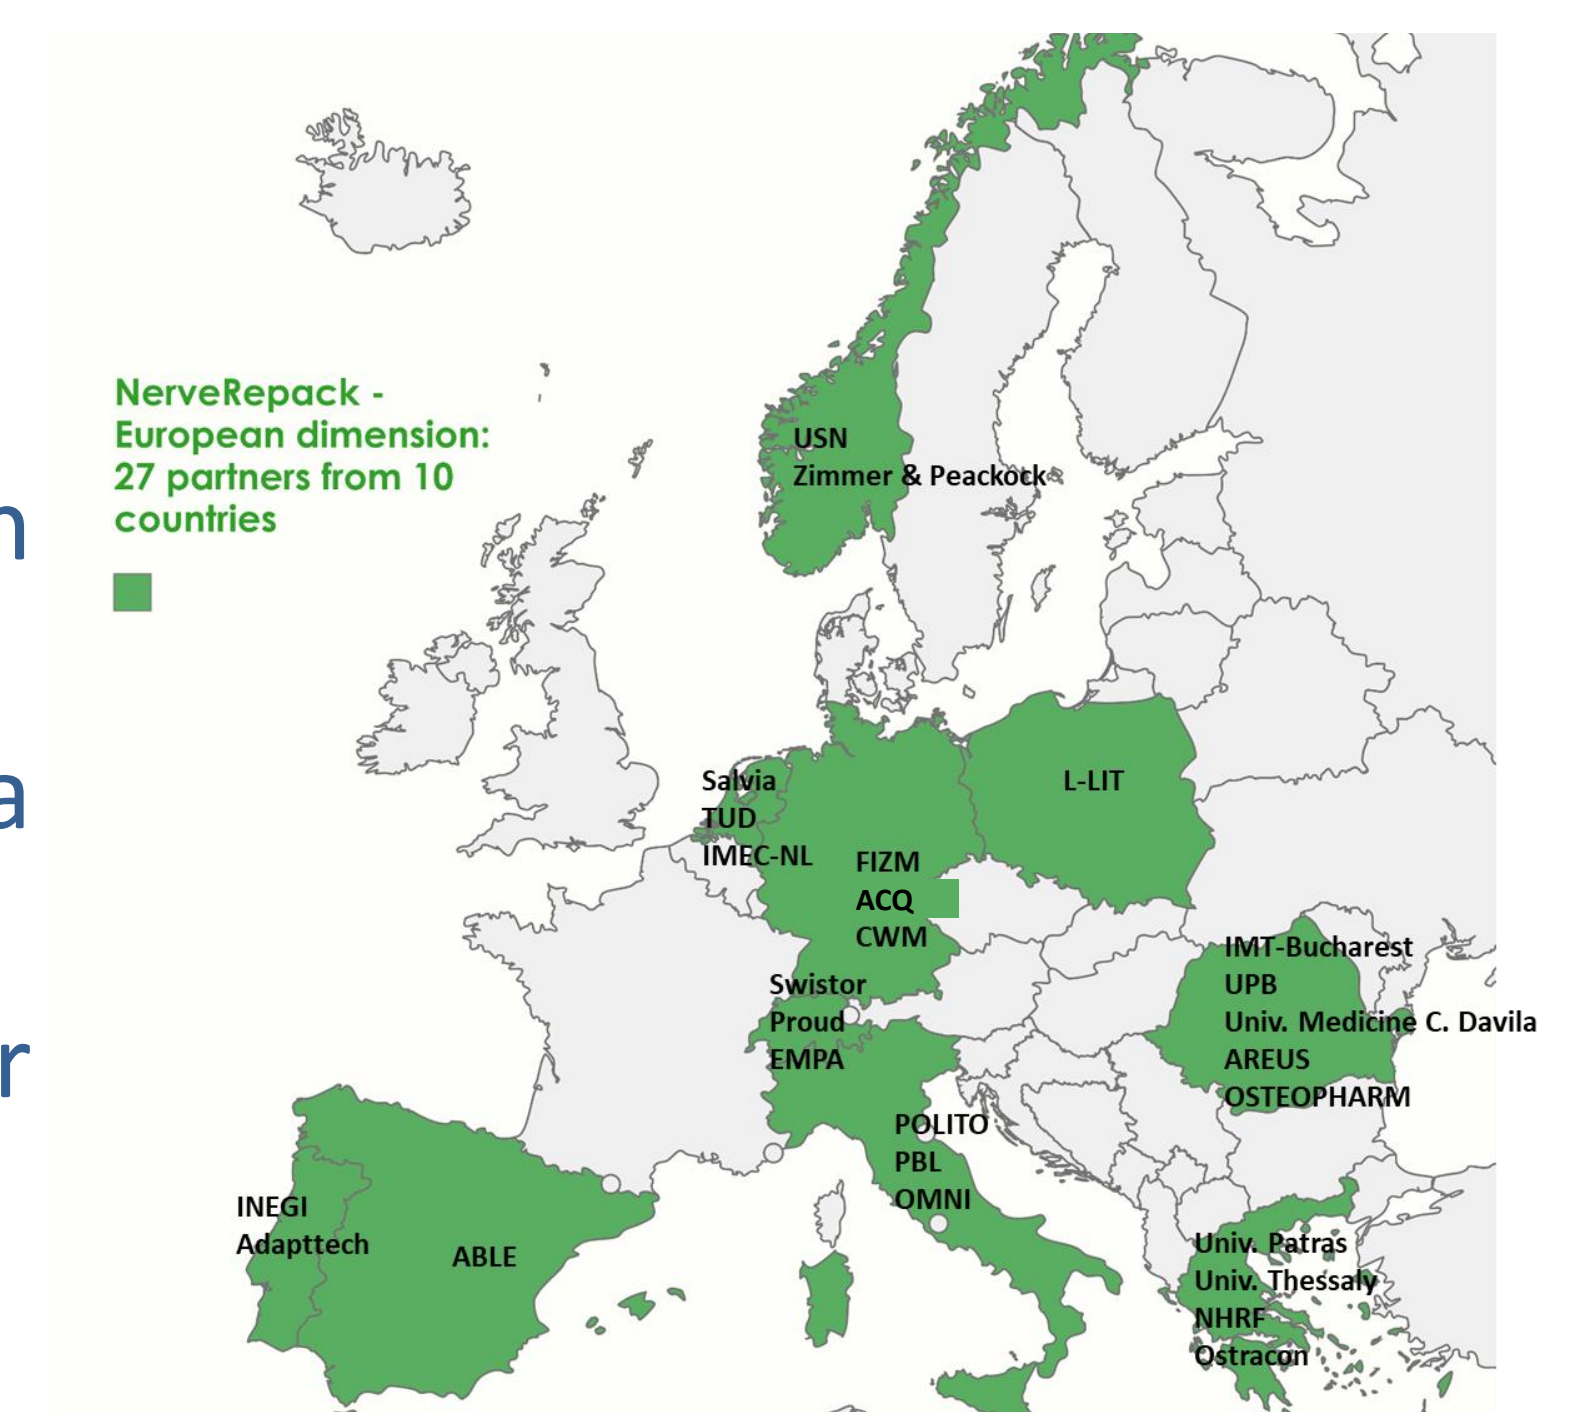 NerveRepack -
European dimension:
27 partners from 10
countries
n
a
r
USN
Zimmer & Peackock
Salvia
TUD
IMEC-NL
L-LIT
FIZM
ACQ
CWM
Swistor
Proud
EMPA
IMT-Bucharest
UPB
Univ. Medicine C. Davila
AREUS
OSTEOPHARM
POLITO
PBL
OMNI
INEGI
Adapttech
ABLE
Univ. Patras
Univ. Thessaly
NHRF
Ostracon